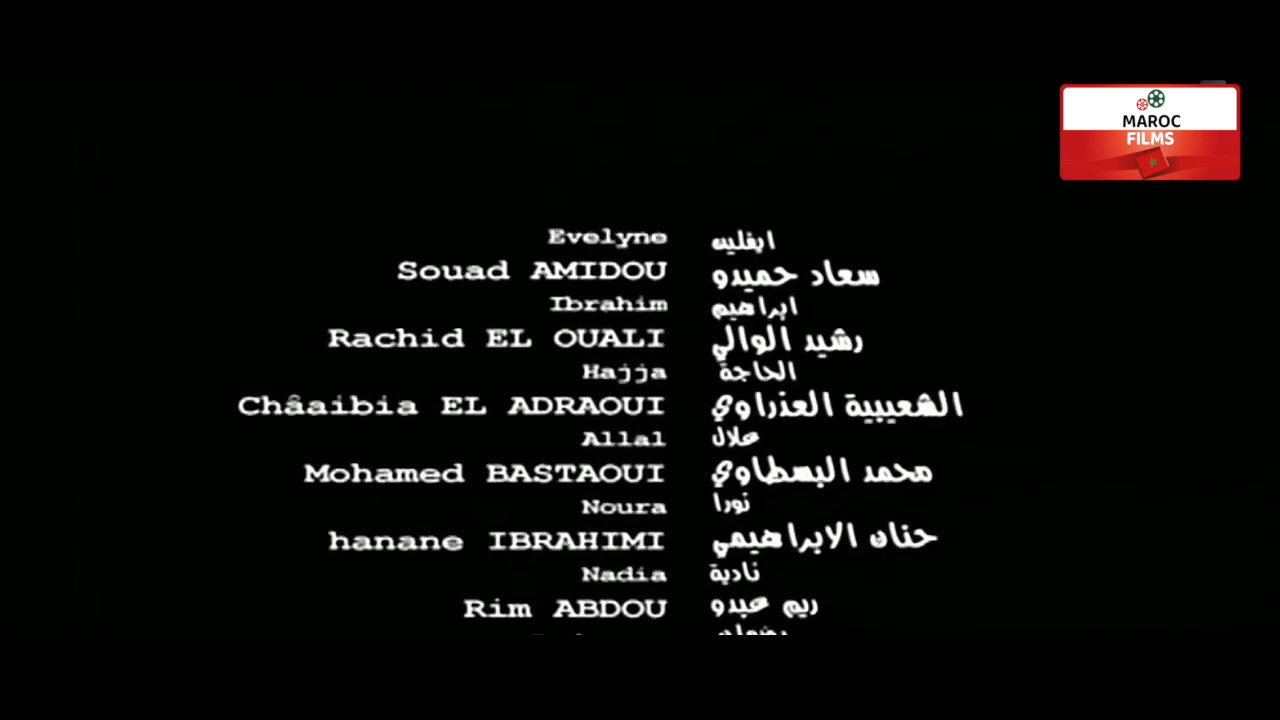 MAROC
FILMS
Evelyne ايفلين
Souad AMIDOU سعاد حميدو
Ibrahim ابراهيم
Rachid EL OUALI رشيد الوالي
Hajja الحاجة
Châaibia EL ADRAOUI الشعيبية العذراوي
Allal علال
Mohamed BASTAOUI محمد البسطاوي
Noura نورا
hanane IBRAHIMI حنان الابراهيمي
Nadia نادية
Rim ABDOU ريم عبدو